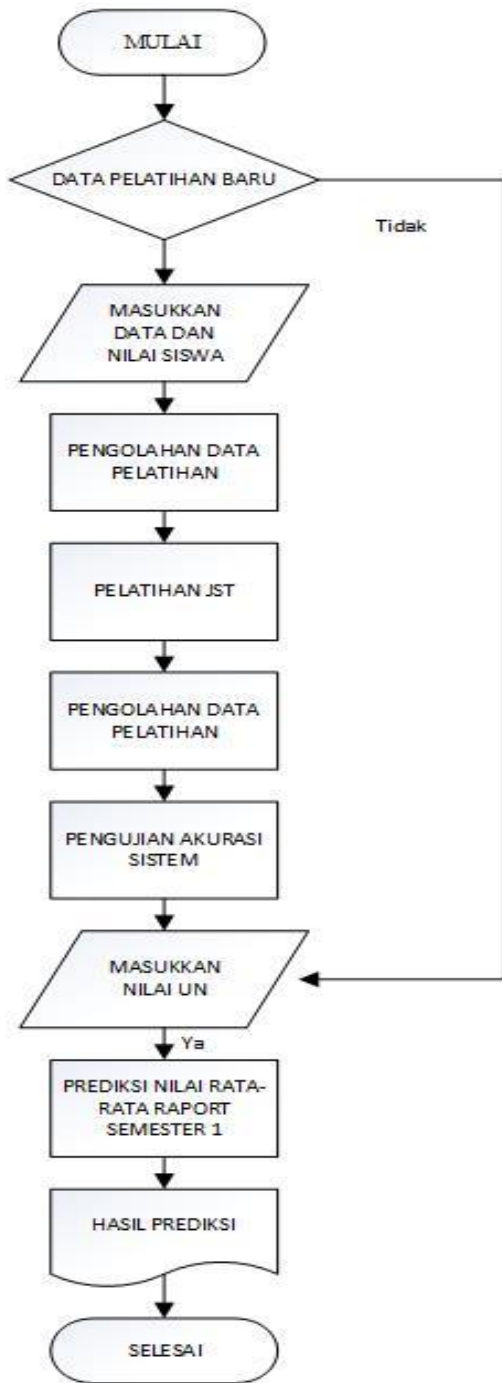 MULAI
DATA PELATIHAN BARU
Tidak
MASUKKAN
DATA DAN
NILAI SISWA
PENGOLAHAN DATA
PELATIHAN
PELATIHAN JST
PENGOLAHAN DATA
PELATIHAN
PENGUJIAN AKURASI
SISTEM
MASUKKAN
NILAI UN
Ya
PREDIKSI NILAI RATA-
RATA RAPORT
SEMESTER 1
HASIL PREDIKSI
SELESAI